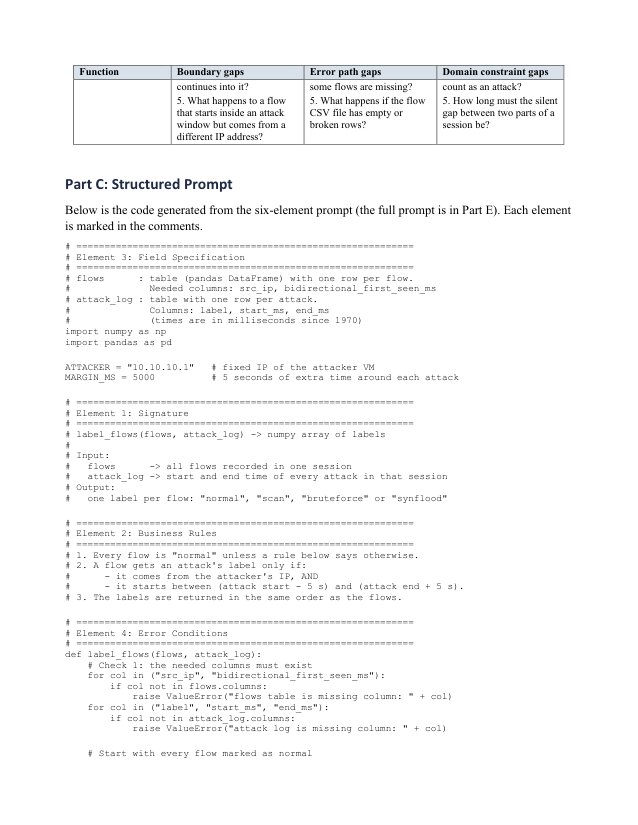 Function Boundary gaps Error path gaps Domain constraint gaps
continues into it? some flows are missing? count as an attack?
5. What happens to a flow 5. What happens if the flow 5. How long must the silent
that starts inside an attack CSV file has empty or gap between two parts of a
window but comes from a broken rows? session be?
different IP address?
Part C: Structured Prompt
Below is the code generated from the six-element prompt (the full prompt is in Part E). Each element
is marked in the comments.
# ============================================================
# Element 3: Field Specification
# ============================================================
# flows      : table (pandas DataFrame) with one row per flow.
#              Needed columns: src_ip, bidirectional_first_seen_ms
# attack_log : table with one row per attack.
#              Columns: label, start_ms, end_ms
#              (times are in milliseconds since 1970)
import numpy as np
import pandas as pd
ATTACKER = "10.10.10.1"   # fixed IP of the attacker VM
MARGIN_MS = 5000          # 5 seconds of extra time around each attack
# ============================================================
# Element 1: Signature
# ============================================================
# label_flows(flows, attack_log) -> numpy array of labels
#
# Input:
#   flows      -> all flows recorded in one session
#   attack_log -> start and end time of every attack in that session
# Output:
#   one label per flow: "normal", "scan", "bruteforce" or "synflood"
# ============================================================
# Element 2: Business Rules
# ============================================================
# 1. Every flow is "normal" unless a rule below says otherwise.
# 2. A flow gets an attack's label only if:
#      - it comes from the attacker's IP, AND
#      - it starts between (attack start - 5 s) and (attack end + 5 s).
# 3. The labels are returned in the same order as the flows.
# ============================================================
# Element 4: Error Conditions
# ============================================================
def label_flows(flows, attack_log):
    # Check 1: the needed columns must exist
    for col in ("src_ip", "bidirectional_first_seen_ms"):
        if col not in flows.columns:
            raise ValueError("flows table is missing column: " + col)
    for col in ("label", "start_ms", "end_ms"):
        if col not in attack_log.columns:
            raise ValueError("attack log is missing column: " + col)
    # Start with every flow marked as normal